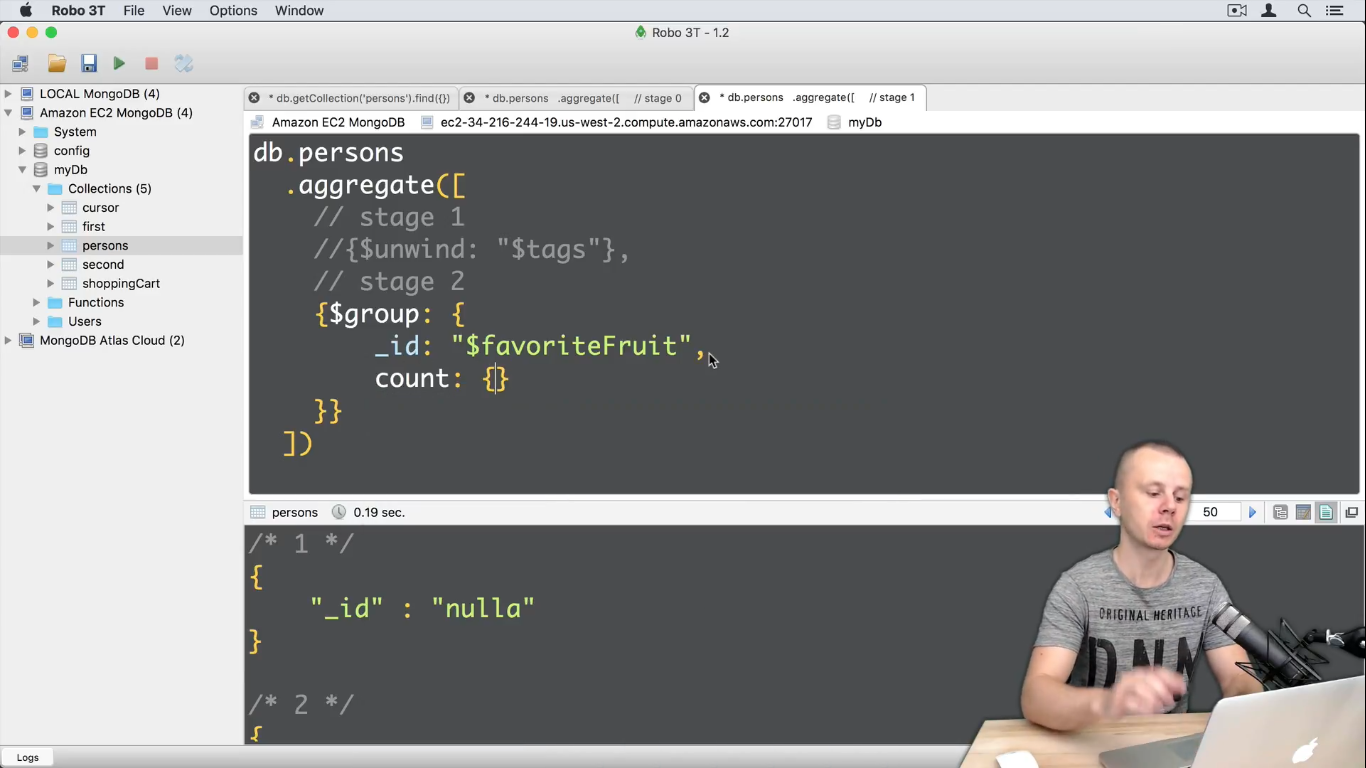 Robo 3T File View Options Window
Robo 3T - 1.2
LOCAL MongoDB (4)
Amazon EC2 MongoDB (4)
System
config
myDb
Collections (5)
cursor
first
persons
second
shoppingCart
Functions
Users
MongoDB Atlas Cloud (2)
* db.getCollection('persons').find({}) * db.persons .aggregate([ // stage 0 * db.persons .aggregate([ // stage 1
Amazon EC2 MongoDB ec2-34-216-244-19.us-west-2.compute.amazonaws.com:27017 myDb
db.persons
.aggregate([
// stage 1
//{$unwind: "$tags"},
// stage 2
{$group: {
_id: "$favoriteFruit",
count: {}
}}
])
persons 0.19 sec. 50
/* 1 */
{
"_id" : "nulla"
}
/* 2 */
{
ORIGINAL HERITAGE
DNN
Logs